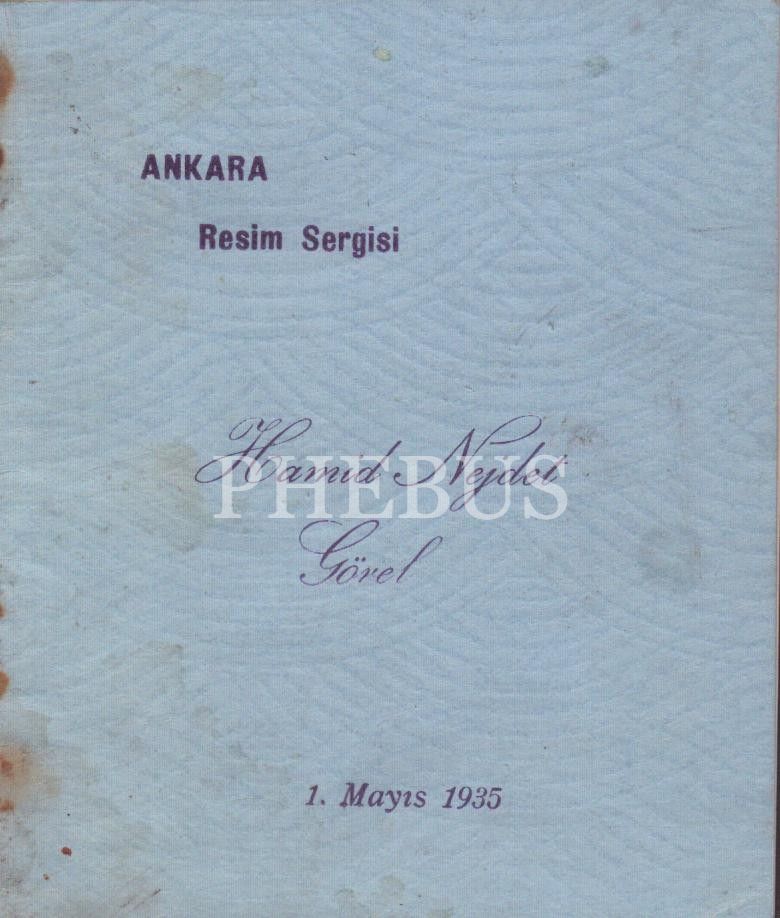 ANKARA
Resim Sergisi
Hamid Nejdet
PHEBUS
Görel
1. Mayıs 1935